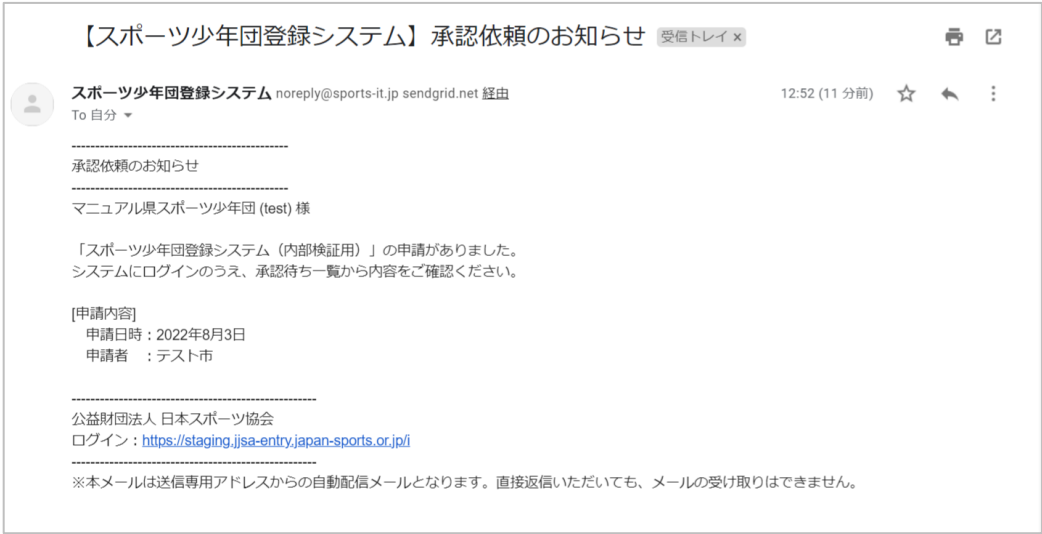 【スポーツ少年団登録システム】承認依頼のお知らせ 受信トレイ ×
スポーツ少年団登録システム noreply@sports-it.jp sendgrid.net 経由 12:52 (11 分前)
To 自分
----------------------------------------------
承認依頼のお知らせ
----------------------------------------------
マニュアル県スポーツ少年団 (test) 様
「スポーツ少年団登録システム（内部検証用）」の申請がありました。
システムにログインのうえ、承認待ち一覧から内容をご確認ください。
[申請内容]
申請日時：2022年8月3日
申請者　：テスト市
----------------------------------------------------
公益財団法人 日本スポーツ協会
ログイン：https://staging.jjsa-entry.japan-sports.or.jp/i
----------------------------------------------------
※本メールは送信専用アドレスからの自動配信メールとなります。直接返信いただいても、メールの受け取りはできません。